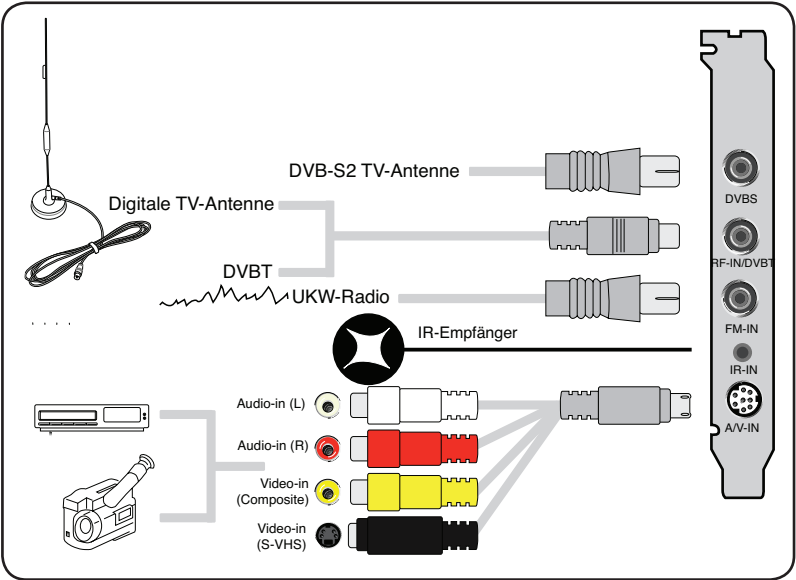 DVB-S2 TV-Antenne
DVBS
Digitale TV-Antenne
RF-IN/DVBT
DVBT
UKW-Radio
FM-IN
IR-Empfänger
IR-IN
Audio-in (L)
A/V-IN
Audio-in (R)
Video-in
(Composite)
Video-in
(S-VHS)